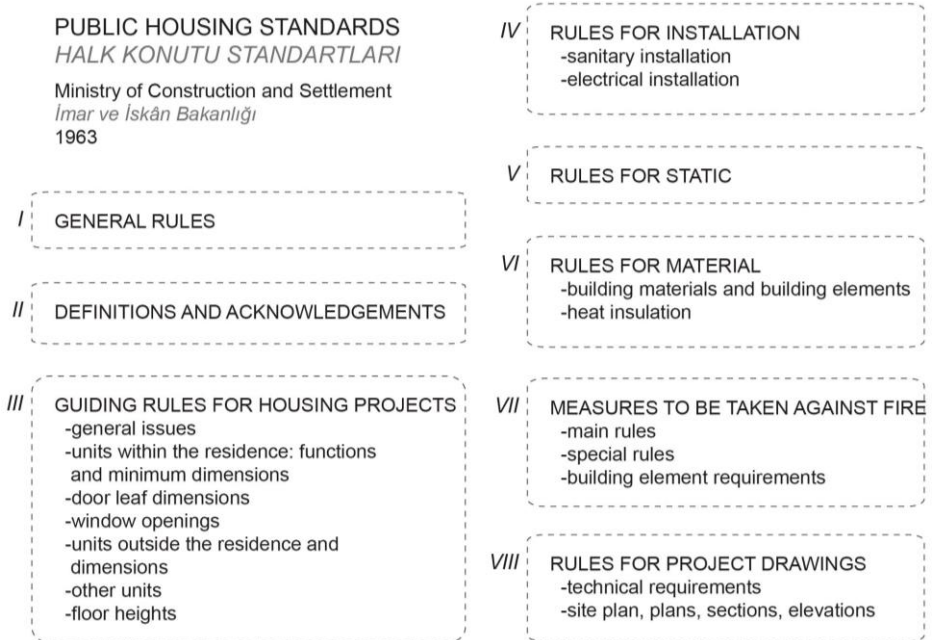 PUBLIC HOUSING STANDARDS
HALK KONUTU STANDARTLARI
Ministry of Construction and Settlement
İmar ve İskân Bakanlığı
1963
I GENERAL RULES
II DEFINITIONS AND ACKNOWLEDGEMENTS
III GUIDING RULES FOR HOUSING PROJECTS
-general issues
-units within the residence: functions
and minimum dimensions
-door leaf dimensions
-window openings
-units outside the residence and
dimensions
-other units
-floor heights
IV RULES FOR INSTALLATION
-sanitary installation
-electrical installation
V RULES FOR STATIC
VI RULES FOR MATERIAL
-building materials and building elements
-heat insulation
VII MEASURES TO BE TAKEN AGAINST FIRE
-main rules
-special rules
-building element requirements
VIII RULES FOR PROJECT DRAWINGS
-technical requirements
-site plan, plans, sections, elevations